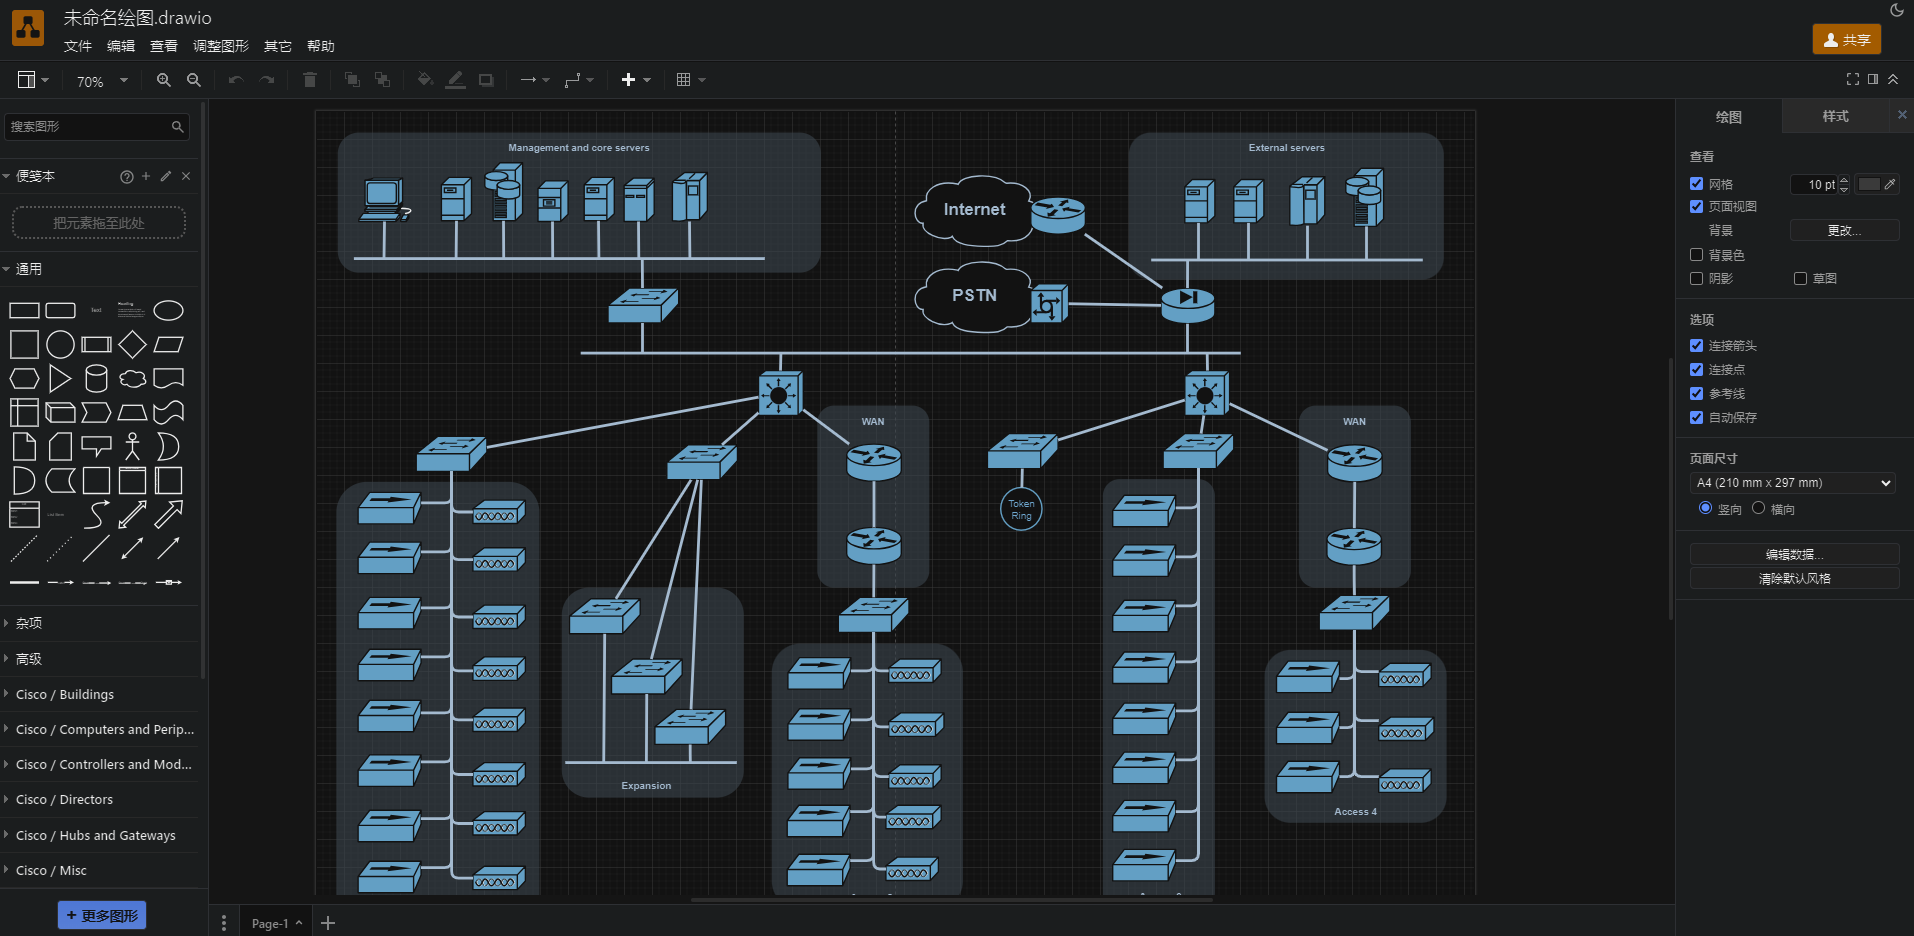 未命名绘图.drawio
文件 编辑 查看 调整图形 其它 帮助
共享
70%
搜索图形
便笺本
把元素拖至此处
通用
Text
Heading
杂项
高级
Cisco / Buildings
Cisco / Computers and Perip...
Cisco / Controllers and Mod...
Cisco / Directors
Cisco / Hubs and Gateways
Cisco / Misc
+ 更多图形
Management and core servers
External servers
Internet
PSTN
WAN
WAN
Token
Ring
Expansion
Access 4
Page-1
绘图 样式
查看
网格 10 pt
页面视图
背景 更改...
背景色
阴影 草图
选项
连接箭头
连接点
参考线
自动保存
页面尺寸
A4 (210 mm x 297 mm)
竖向 横向
编辑数据...
清除默认风格